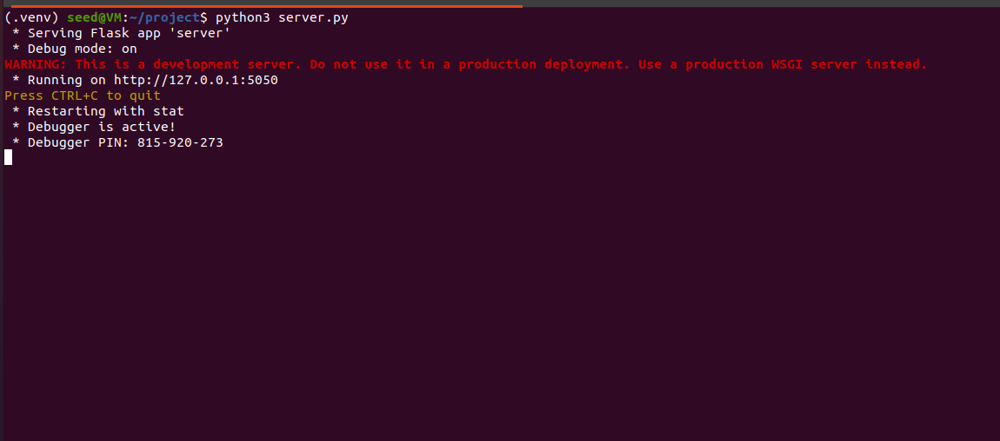 (.venv) seed@VM:~/project$ python3 server.py
 * Serving Flask app 'server'
 * Debug mode: on
WARNING: This is a development server. Do not use it in a production deployment. Use a production WSGI server instead.
 * Running on http://127.0.0.1:5050
Press CTRL+C to quit
 * Restarting with stat
 * Debugger is active!
 * Debugger PIN: 815-920-273